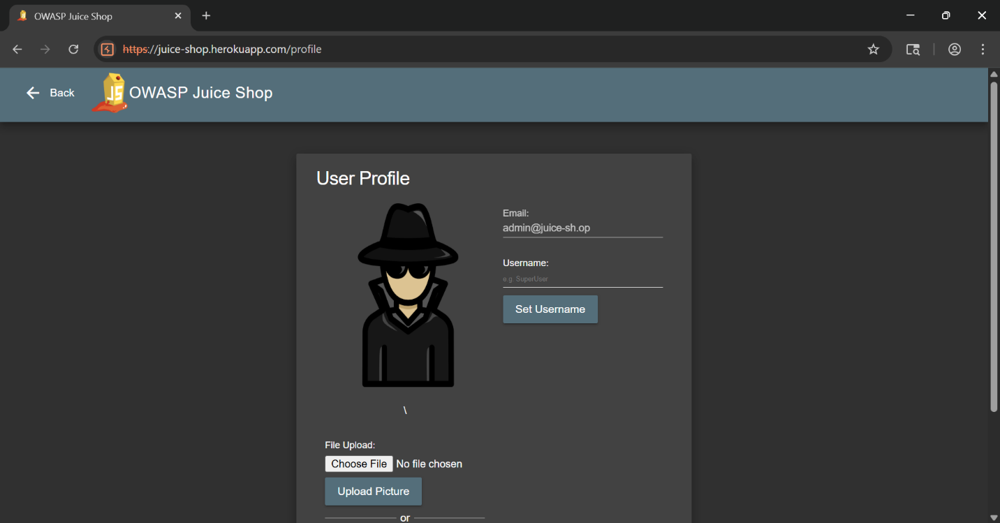 OWASP Juice Shop
https://juice-shop.herokuapp.com/profile
Back
JS
OWASP Juice Shop
User Profile
Email:
admin@juice-sh.op
Username:
e.g. SuperUser
Set Username
\
File Upload:
Choose File No file chosen
Upload Picture
or